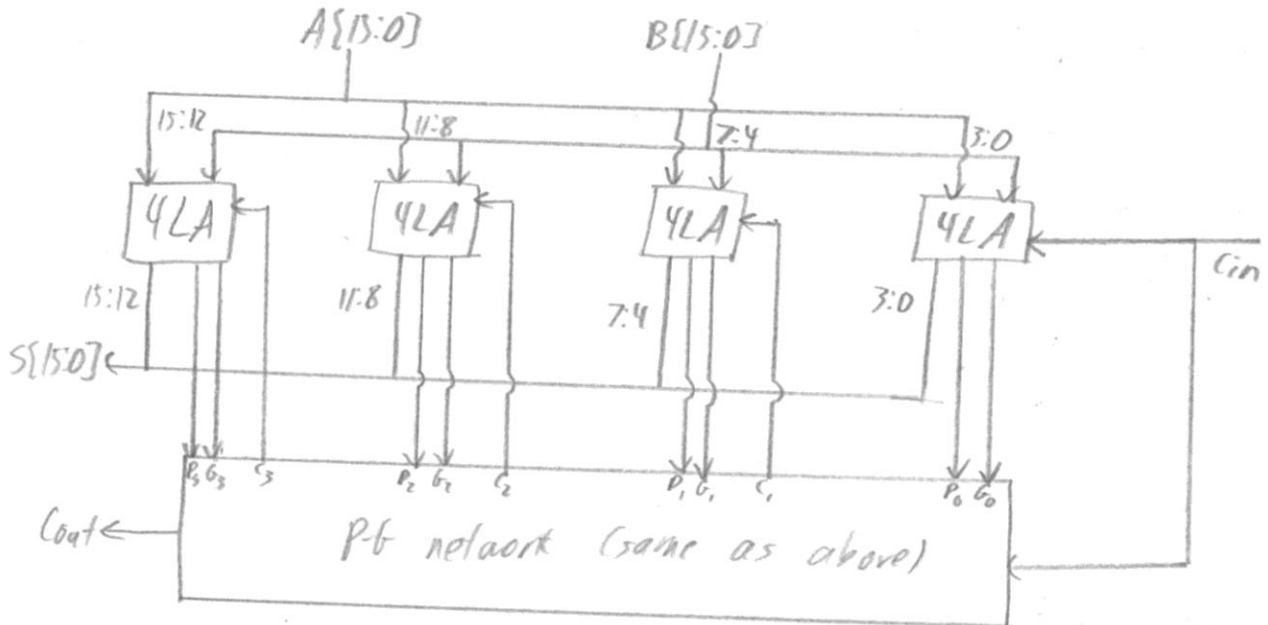 A[15:0] B[15:0]
15:12 11:8 7:4 3:0
4LA 4LA 4LA 4LA
Cin
15:12 11:8 7:4 3:0
S[15:0]
P3 G3 C3 P2 G2 C2 P1 G1 C1 P0 G0
Cout
P-G network (same as above)